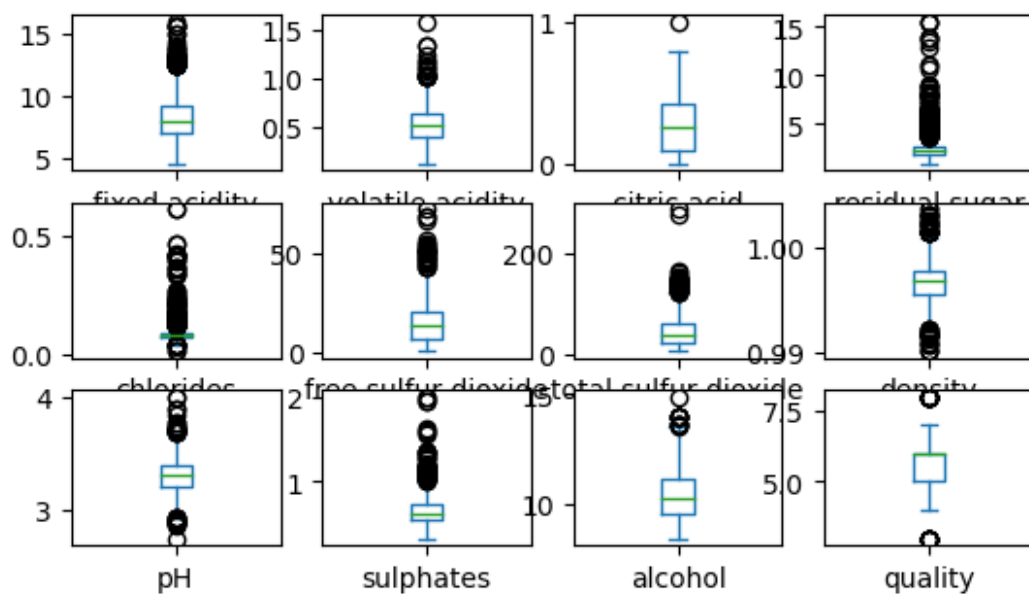 15
10
5
fixed acidity
1.5
1.0
0.5
volatile acidity
1
0
citric acid
15
10
5
residual sugar
0.5
0.0
chlorides
50
0
free sulfur dioxide
200
0
total sulfur dioxide
1.00
0.99
density
4
3
pH
2
1
sulphates
15
10
alcohol
7.5
5.0
quality